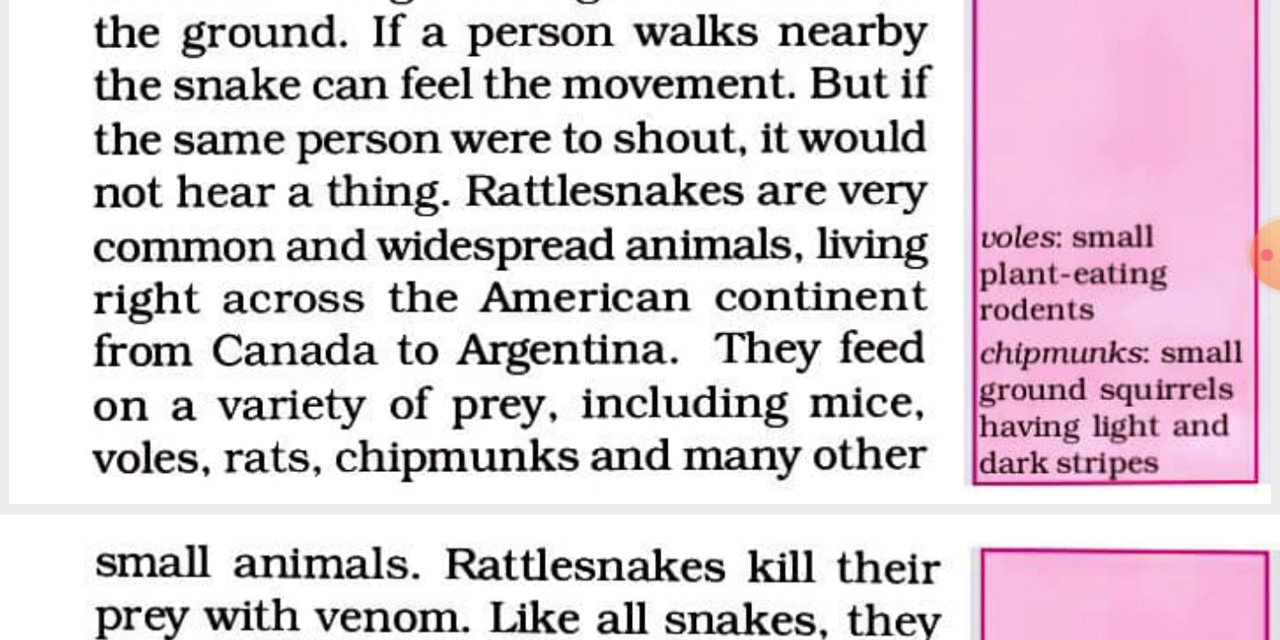 the ground. If a person walks nearby
the snake can feel the movement. But if
the same person were to shout, it would
not hear a thing. Rattlesnakes are very
common and widespread animals, living
right across the American continent
from Canada to Argentina. They feed
on a variety of prey, including mice,
voles, rats, chipmunks and many other
voles: small
plant-eating
rodents
chipmunks: small
ground squirrels
having light and
dark stripes
small animals. Rattlesnakes kill their
prey with venom. Like all snakes, they